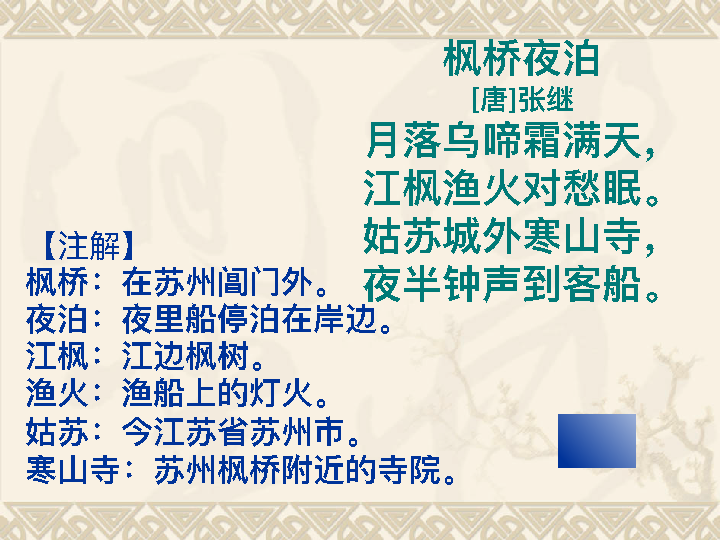 枫桥夜泊
[唐]张继
月落乌啼霜满天，
江枫渔火对愁眠。
姑苏城外寒山寺，
夜半钟声到客船。
【注解】
枫桥：在苏州阊门外。
夜泊：夜里船停泊在岸边。
江枫：江边枫树。
渔火：渔船上的灯火。
姑苏：今江苏省苏州市。
寒山寺：苏州枫桥附近的寺院。